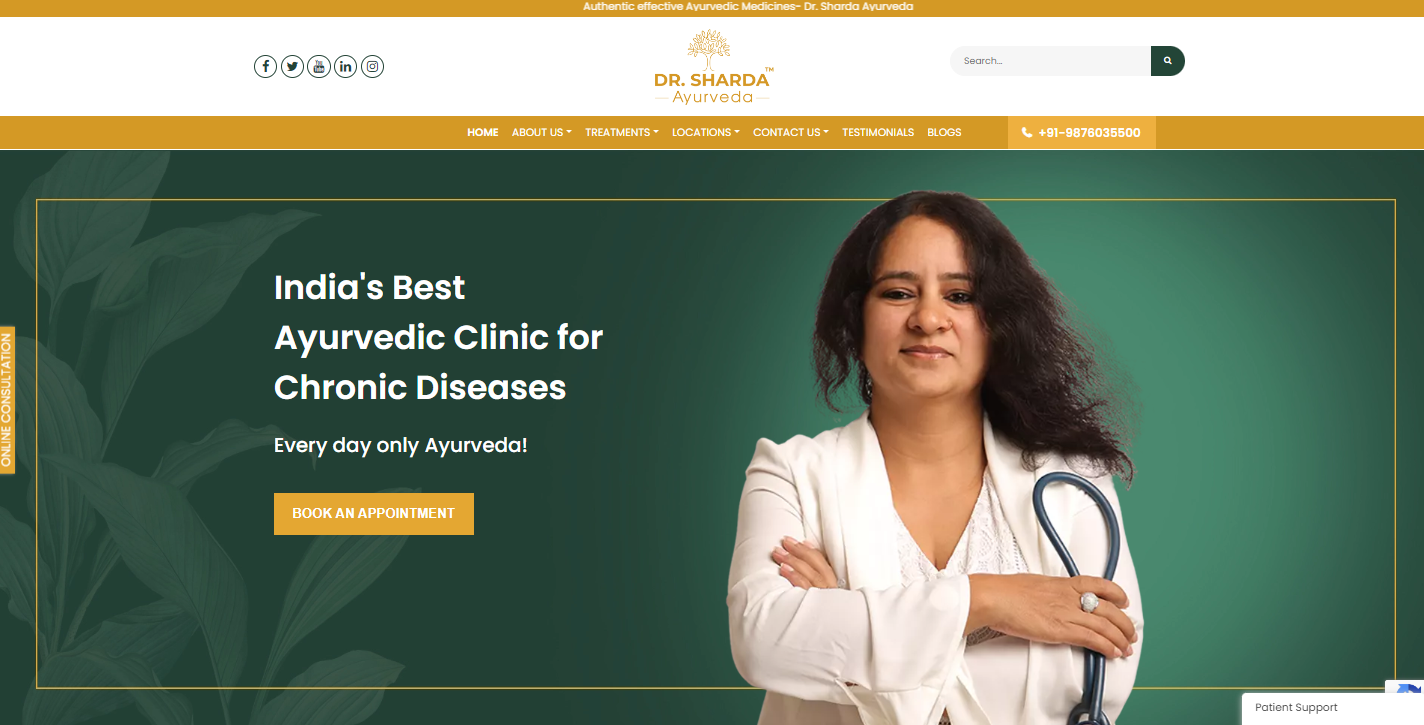 Authentic effective Ayurvedic Medicines- Dr. Sharda Ayurveda
DR. SHARDA™
Ayurveda
Search...
HOME ABOUT US TREATMENTS LOCATIONS CONTACT US TESTIMONIALS BLOGS +91-9876035500
India's Best
Ayurvedic Clinic for
Chronic Diseases
Every day only Ayurveda!
BOOK AN APPOINTMENT
ONLINE CONSULTATION
Patient Support